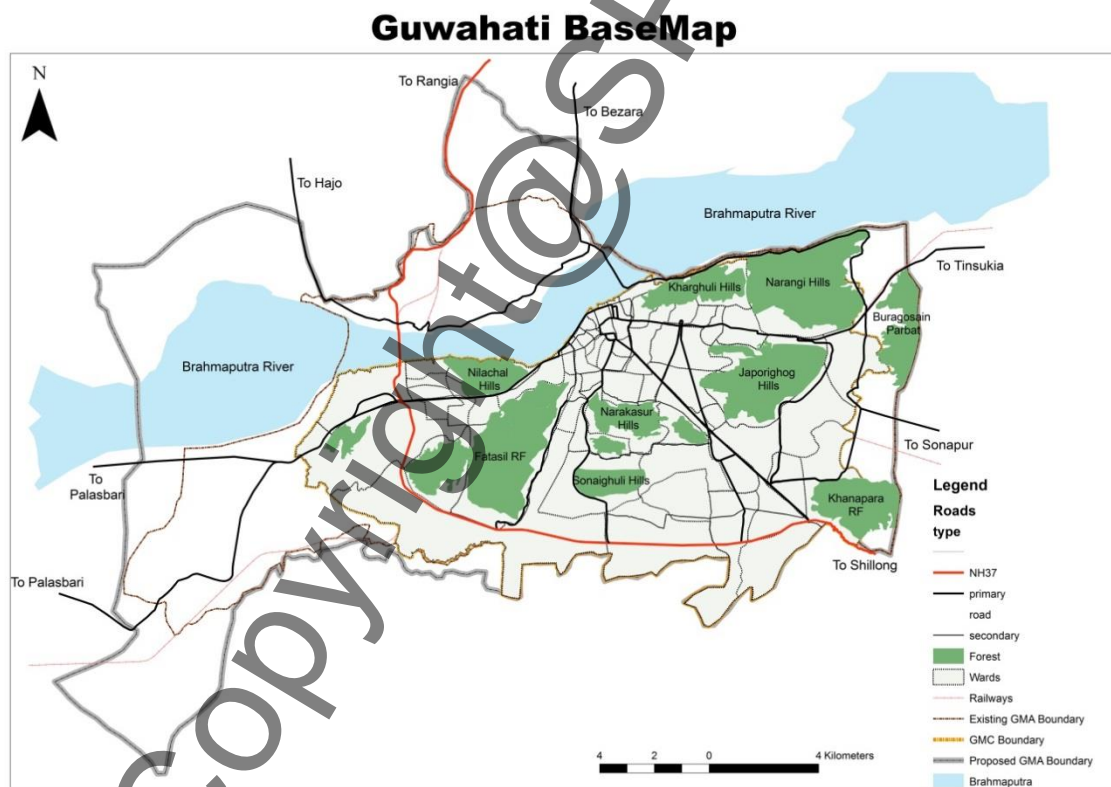 Guwahati BaseMap
N
To Rangia
To Bezara
To Hajo
Brahmaputra River
To Tinsukia
Kharghuli Hills
Narangi Hills
Buragosain
Parbat
Brahmaputra River
Nilachal
Hills
Japorighog
Hills
Narakasur
Hills
Fatasil RF
To Sonapur
To
Palasbari
Sonaighuli Hills
Khanapara
RF
To Shillong
To Palasbari
Legend
Roads
type
NH37
primary
road
secondary
Forest
Wards
Railways
Existing GMA Boundary
GMC Boundary
Proposed GMA Boundary
Brahmaputra
4 2 0 4 Kilometers